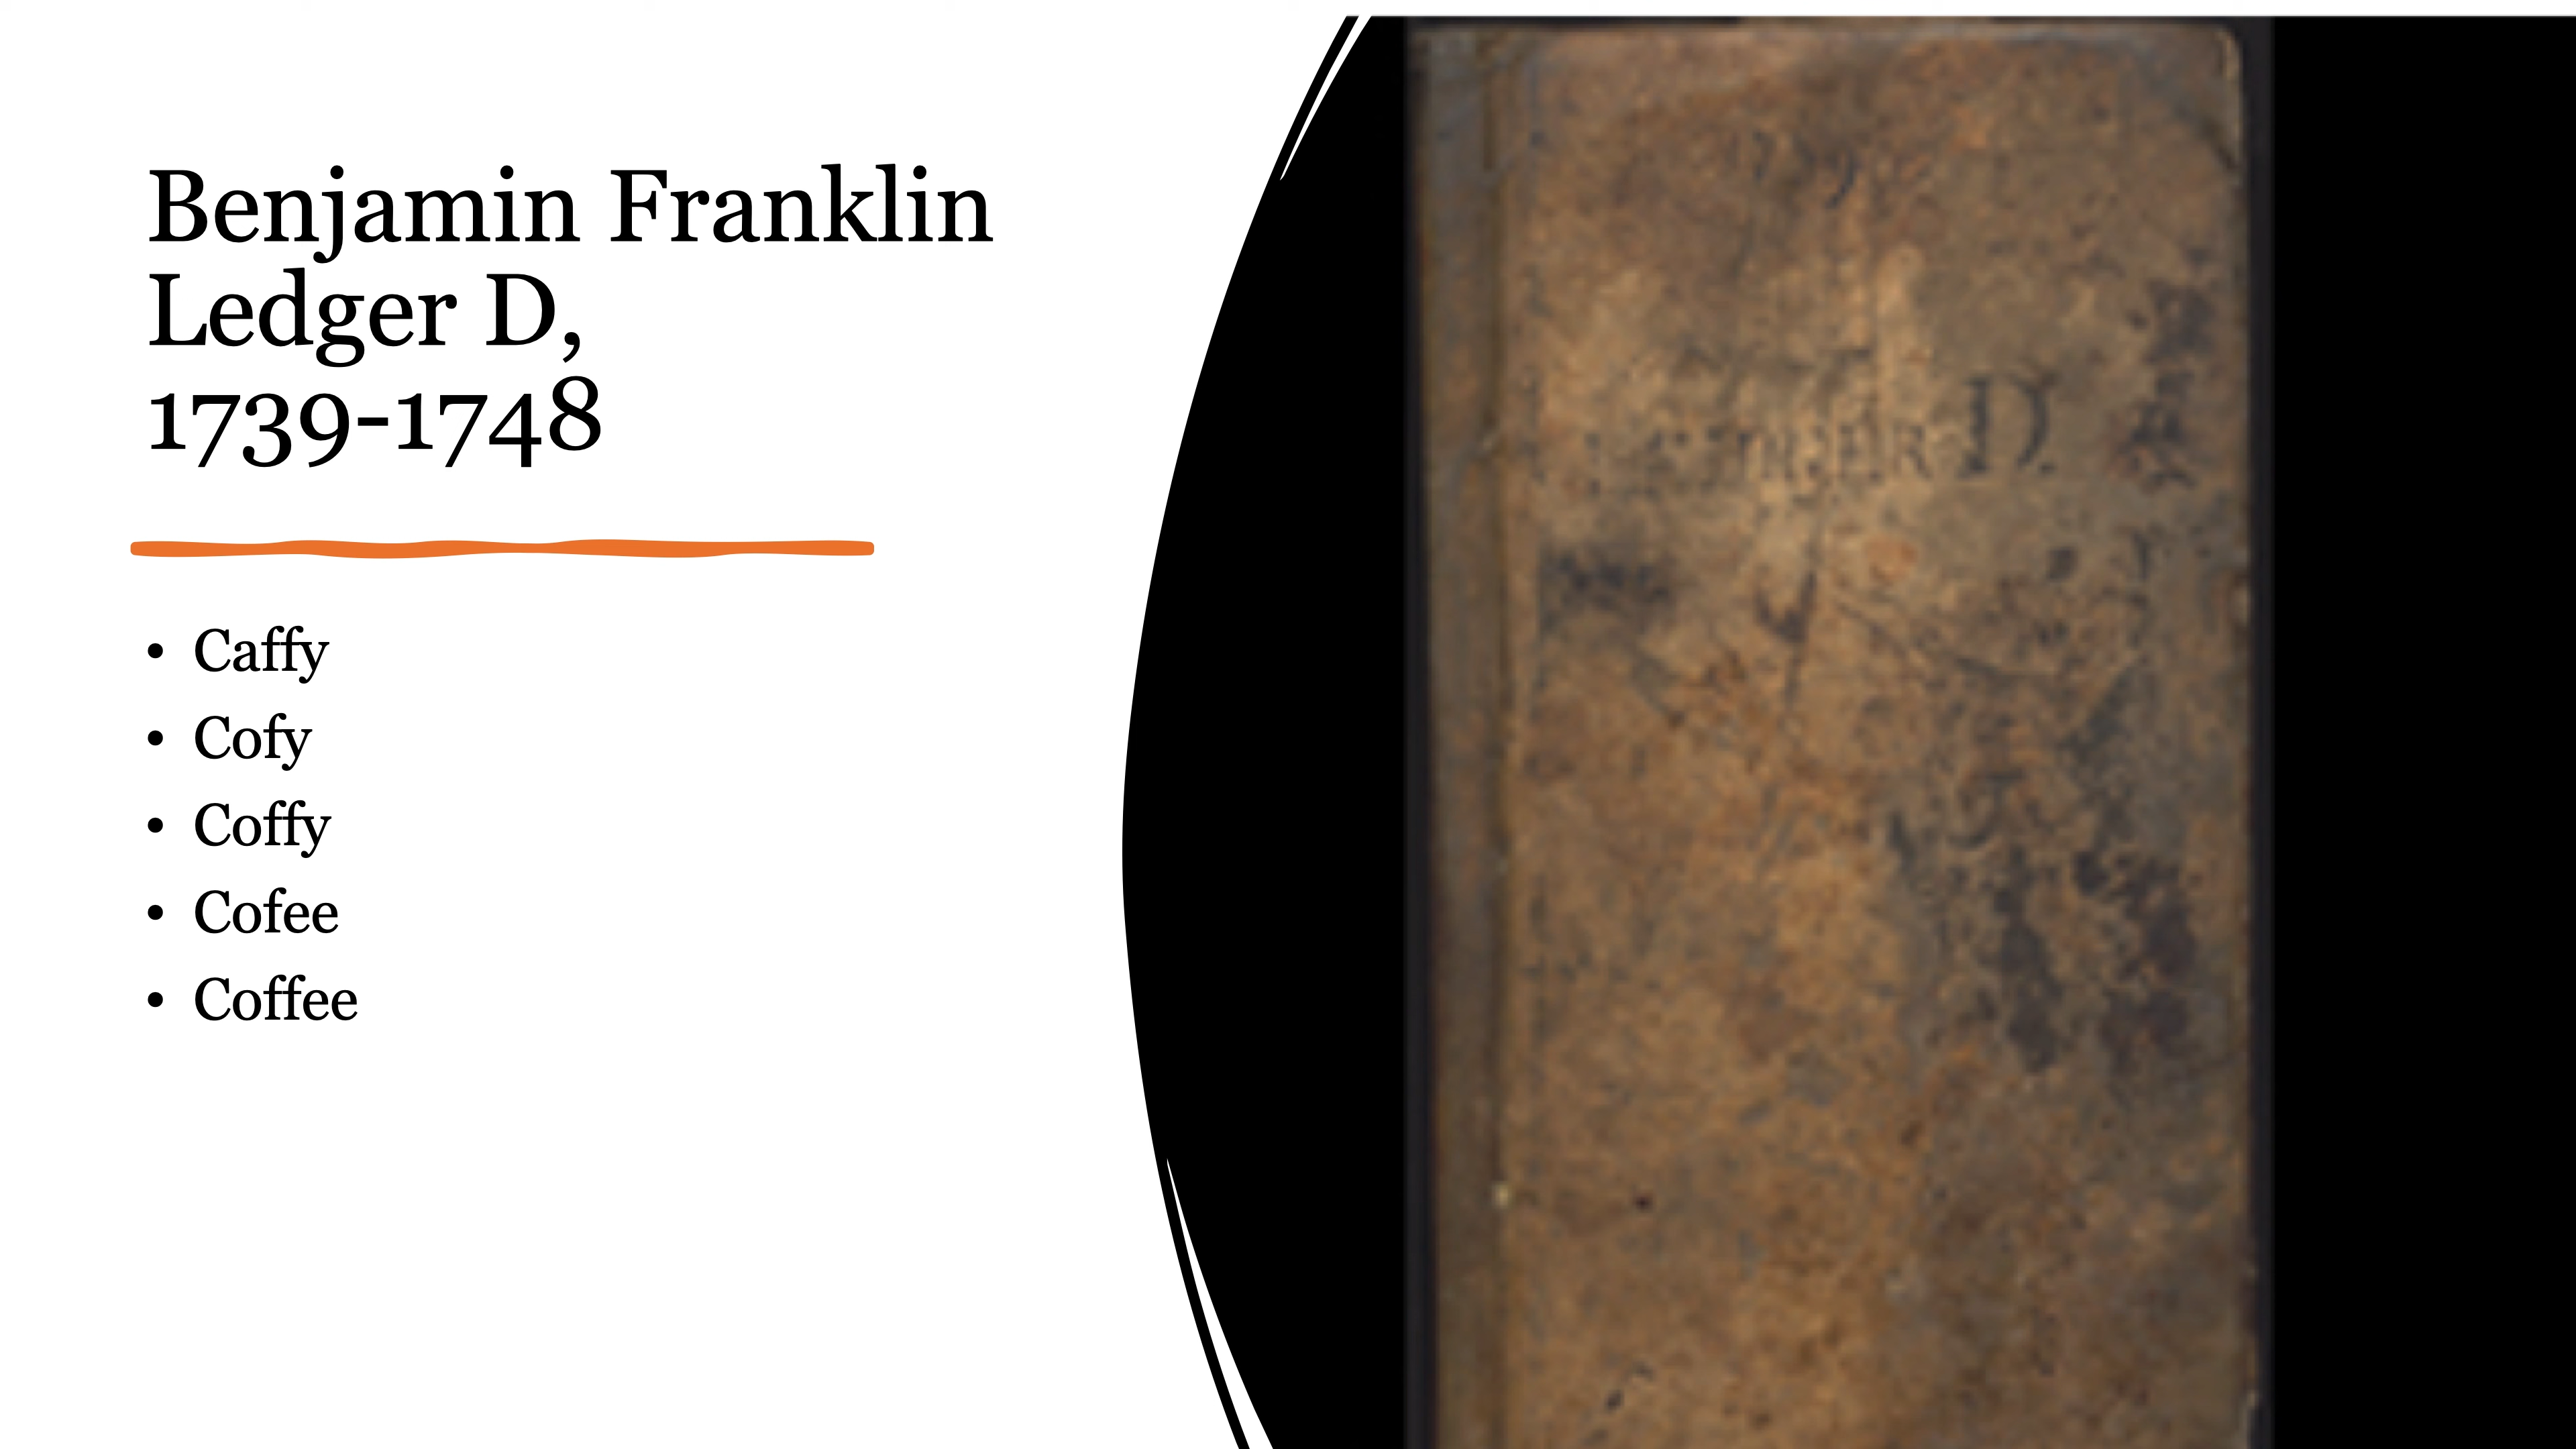 Benjamin Franklin
Ledger D,
1739-1748
• Caffy
• Cofy
• Coffy
• Cofee
• Coffee
D.